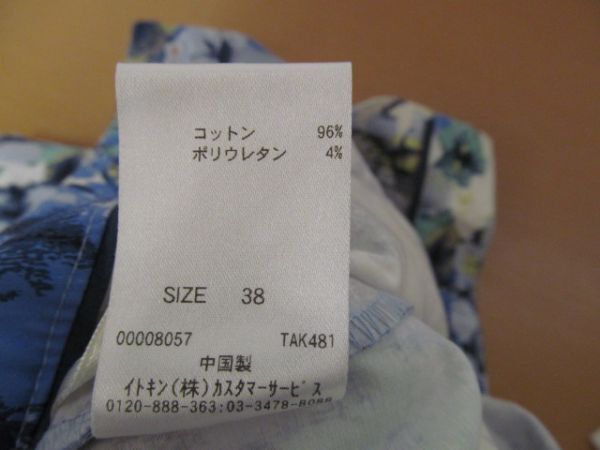 コットン 96%
ポリウレタン 4%
SIZE 38
00008057 TAK481
中国製
イトキン(株)カスタマーサービス
0120-888-363:03-3478-8088